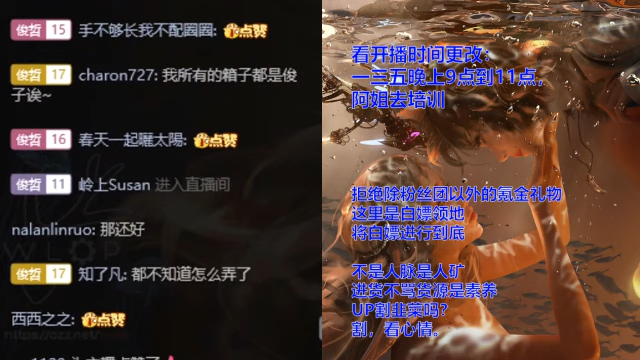 俊哲 15 手不够长我不配圆圆: 点赞
俊哲 17 charon727: 我所有的箱子都是俊
子诶~
俊哲 16 春天一起曬太陽: 点赞
俊哲 11 岭上Susan 进入直播间
nalanlinruo: 那还好
俊哲 17 知了凡: 都不知道怎么弄了
西西之之: 点赞
看开播时间更改:
一三五晚上9点到11点,
阿姐去培训
拒绝除粉丝团以外的氪金礼物
这里是白嫖领地
将白嫖进行到底
不是人脉是人矿
进货不骂货源是素养
UP割韭菜吗?
割，看心情。